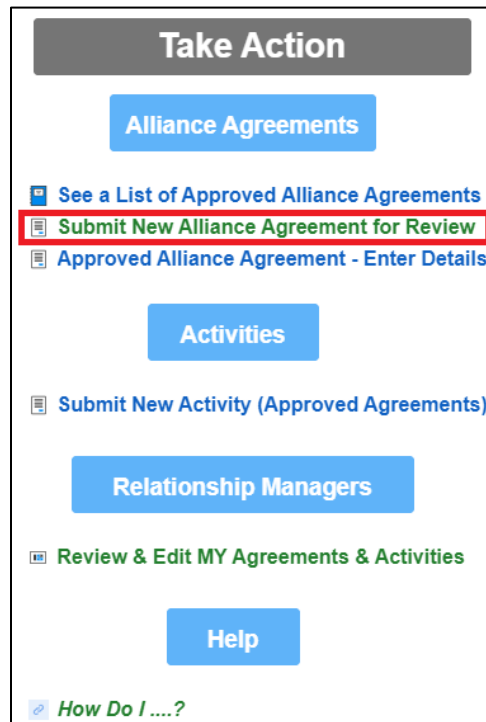 Take Action
Alliance Agreements
See a List of Approved Alliance Agreements
Submit New Alliance Agreement for Review
Approved Alliance Agreement - Enter Details
Activities
Submit New Activity (Approved Agreements)
Relationship Managers
Review & Edit MY Agreements & Activities
Help
How Do I ....?